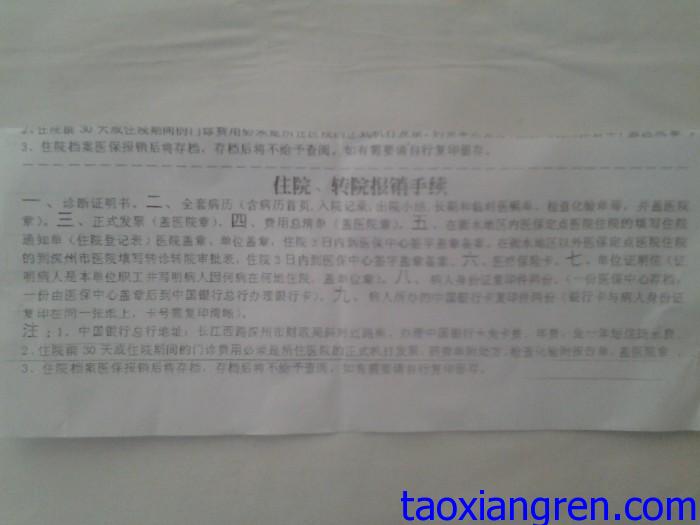 2、住院前30天或住院期间的门诊费用必须是所住医院的正式机打发票,
3、住院档案医保报销后将存档,存档后将不给予查阅,如有需要请自行复印留存。
住院、转院报销手续
一、诊断证明书。二、全套病历(含病历首页,入院记录,出院小结,长期和临时医嘱单,检查化验单等,并盖医院
章)。三、正式发票(盖医院章)。四、费用总清单(盖医院章)。五、在衡水地区内医保定点医院住院的填写住院
通知单(住院登记表)医院盖章、单位盖章,住院3日内到医保中心签字盖章备案。在衡水地区以外医保定点医院住院
的到深州市医院填写转诊转院审批表,住院3日内到医保中心签字盖章备案。六、医疗保险卡。七、单位证明信(证
明病人是本单位职工并写明病人因何病在何地住院,盖单位章)。八、病人身份证复印件两份。(一份医保中心存档,
一份由医保中心盖章后到中国银行总行办理银行卡)。九、病人所办的中国银行卡复印件两份(银行卡与病人身份证
复印在同一张纸上,卡号需复印清晰)。
注:1、中国银行总行地址:长江西路深州市财政局斜对过路南,办理中国银行卡免卡费、年费,
2、住院前30天或住院期间的门诊费用必须是所住医院的正式机打发票,药费单附处方,检查化验附报告单,盖医院章。
3、住院档案医保报销后将存档,存档后将不给予查阅,如有需要请自行复印留存。
taoxiangren.com